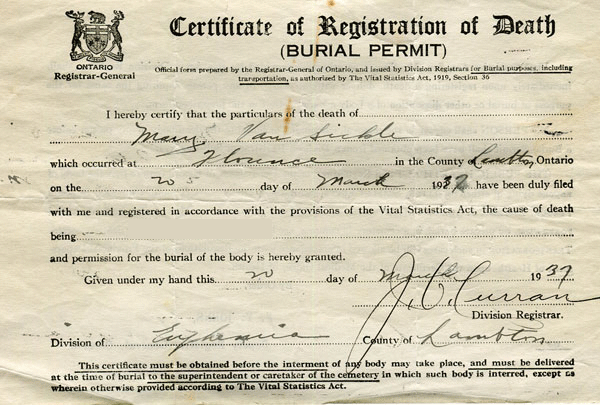 Certificate of Registration of Death
(BURIAL PERMIT)
ONTARIO
Registrar-General
Official form prepared by the Registrar-General of Ontario, and issued by Division Registrars for Burial purposes, including
transportation, as authorized by The Vital Statistics Act, 1919, Section 36
I hereby certify that the particulars of the death of
Mary Van Sickle
which occurred at Florence in the County Lambton Ontario
on the 20 day of March 1937 have been duly filed
with me and registered in accordance with the provisions of the Vital Statistics Act, the cause of death
being
and permission for the burial of the body is hereby granted.
Given under my hand this 20 day of March 1937
J. C. Curran
Division Registrar.
Division of Euphemia County of Lambton
This certificate must be obtained before the interment of any body may take place, and must be delivered
at the time of burial to the superintendent or caretaker of the cemetery in which such body is interred, except as
wherein otherwise provided according to The Vital Statistics Act.